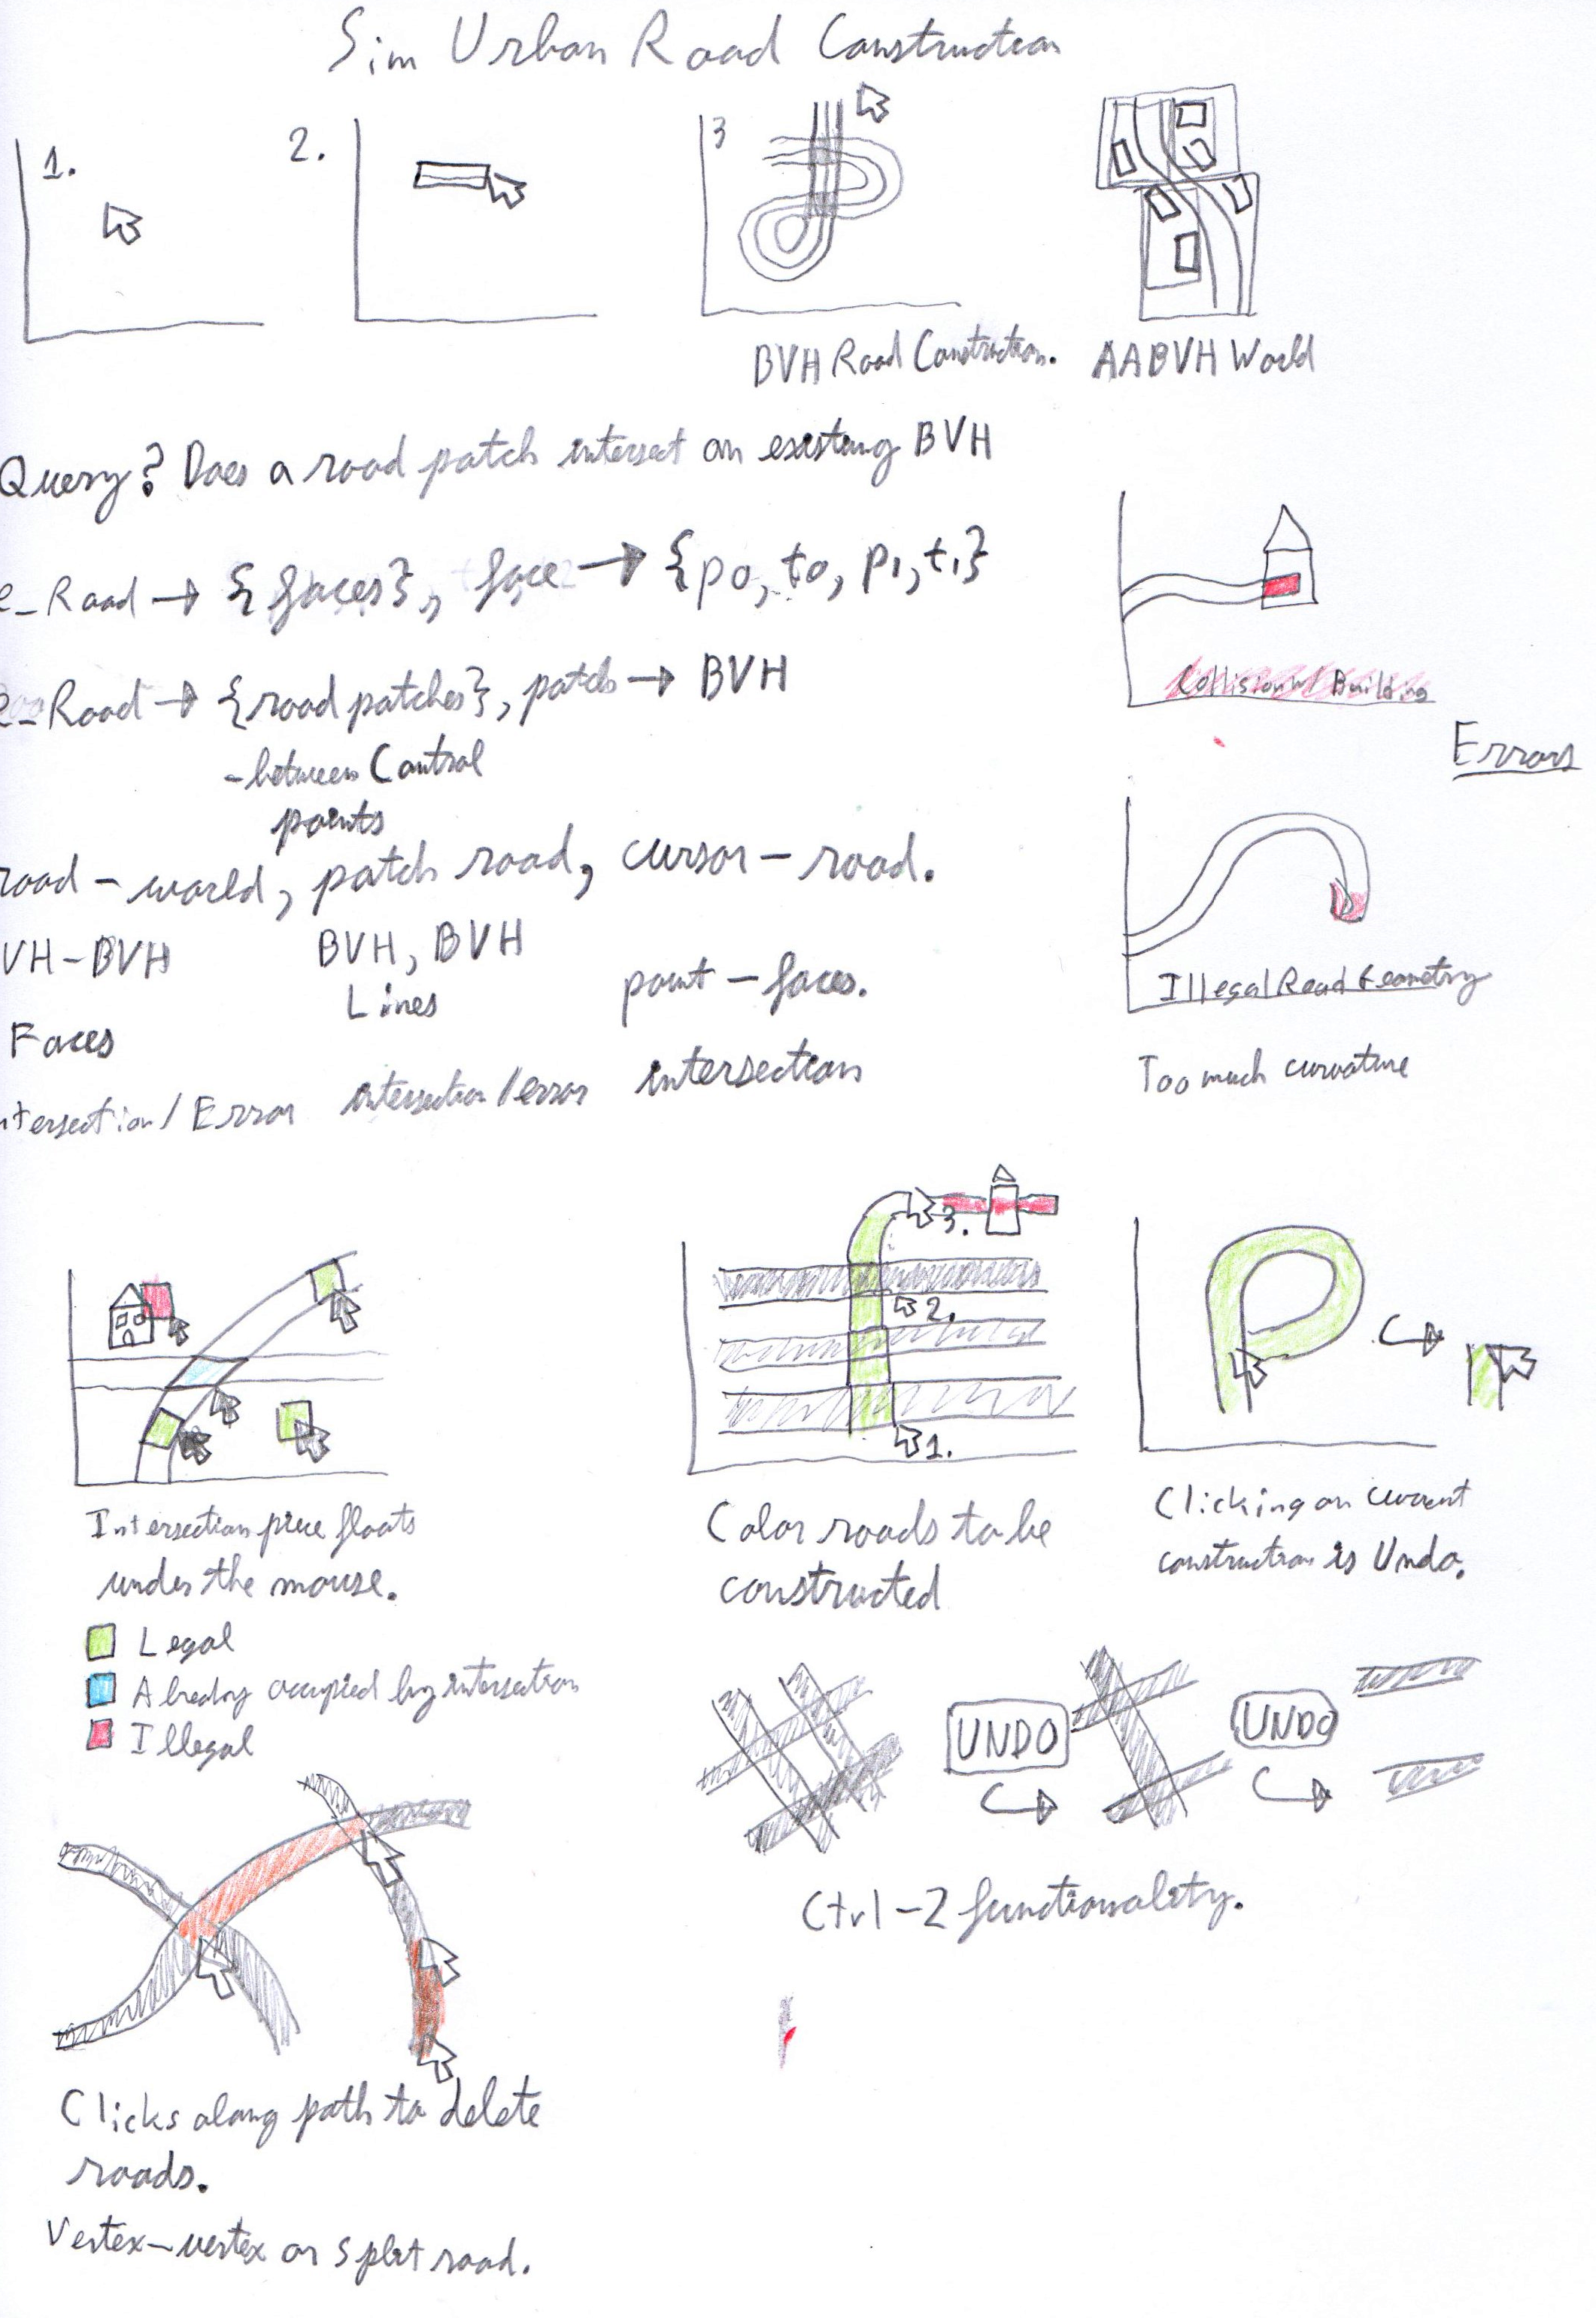 Sim Urban Road Construction
1.
2.
3
BVH Road Construction.
AABVH World
Query? Does a road patch intersect an existing BVH
e_Road → {faces}, face → {p0, t0, p1, t1}
e_Road → {road patches}, patch → BVH
- between Control
points
Collision w/ Building
Errors
road - world, patch road, cursor - road.
VH-BVH
BVH, BVH
Lines
point - faces.
Faces
ntersection / Error
intersection / error
intersection
Illegal Road Geometry
Too much curvature
3.
2.
1.
Intersection piece floats
under the mouse.
Legal
Already occupied by intersection
Illegal
Color roads to be
constructed
Clicking on current
construction is Undo.
UNDO
UNDO
Ctrl-Z functionality.
Clicks along path to delete
roads.
Vertex-vertex or split road.